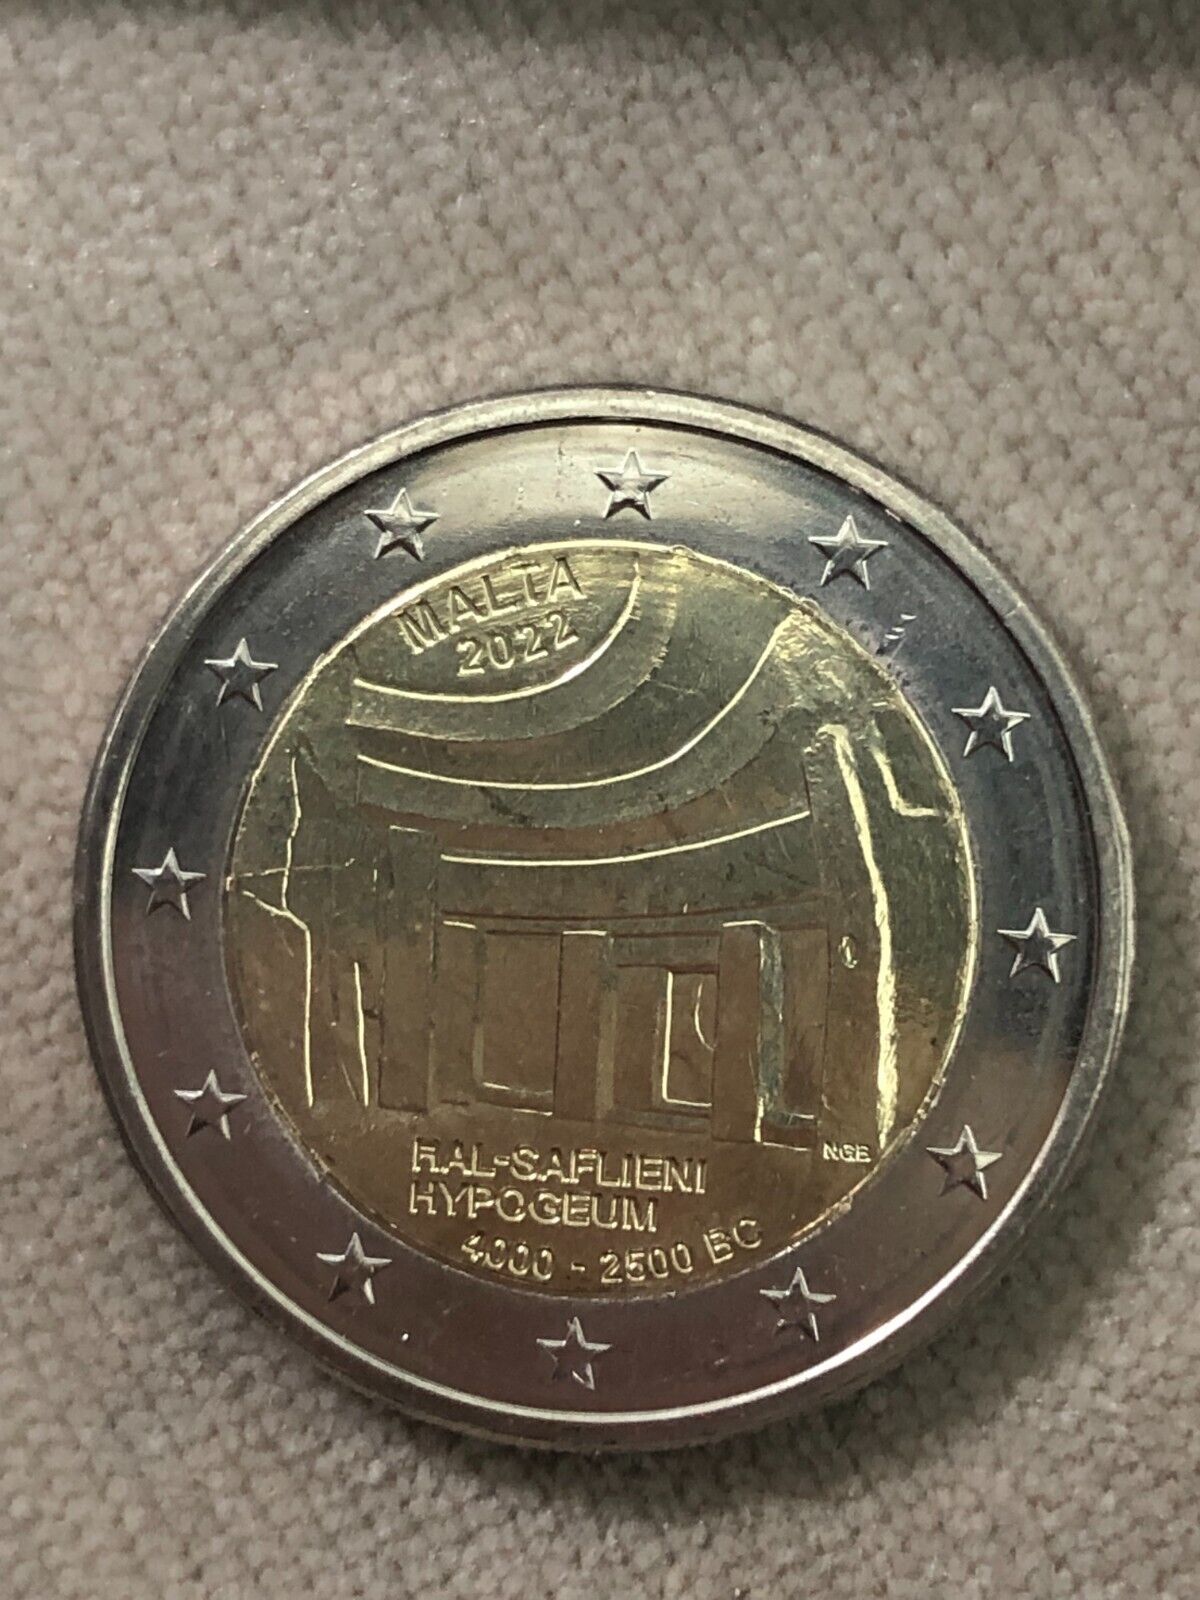 MALTA
2022
ĦAL-SAFLIENI
HYPOGEUM
4000 - 2500 BC
NGB